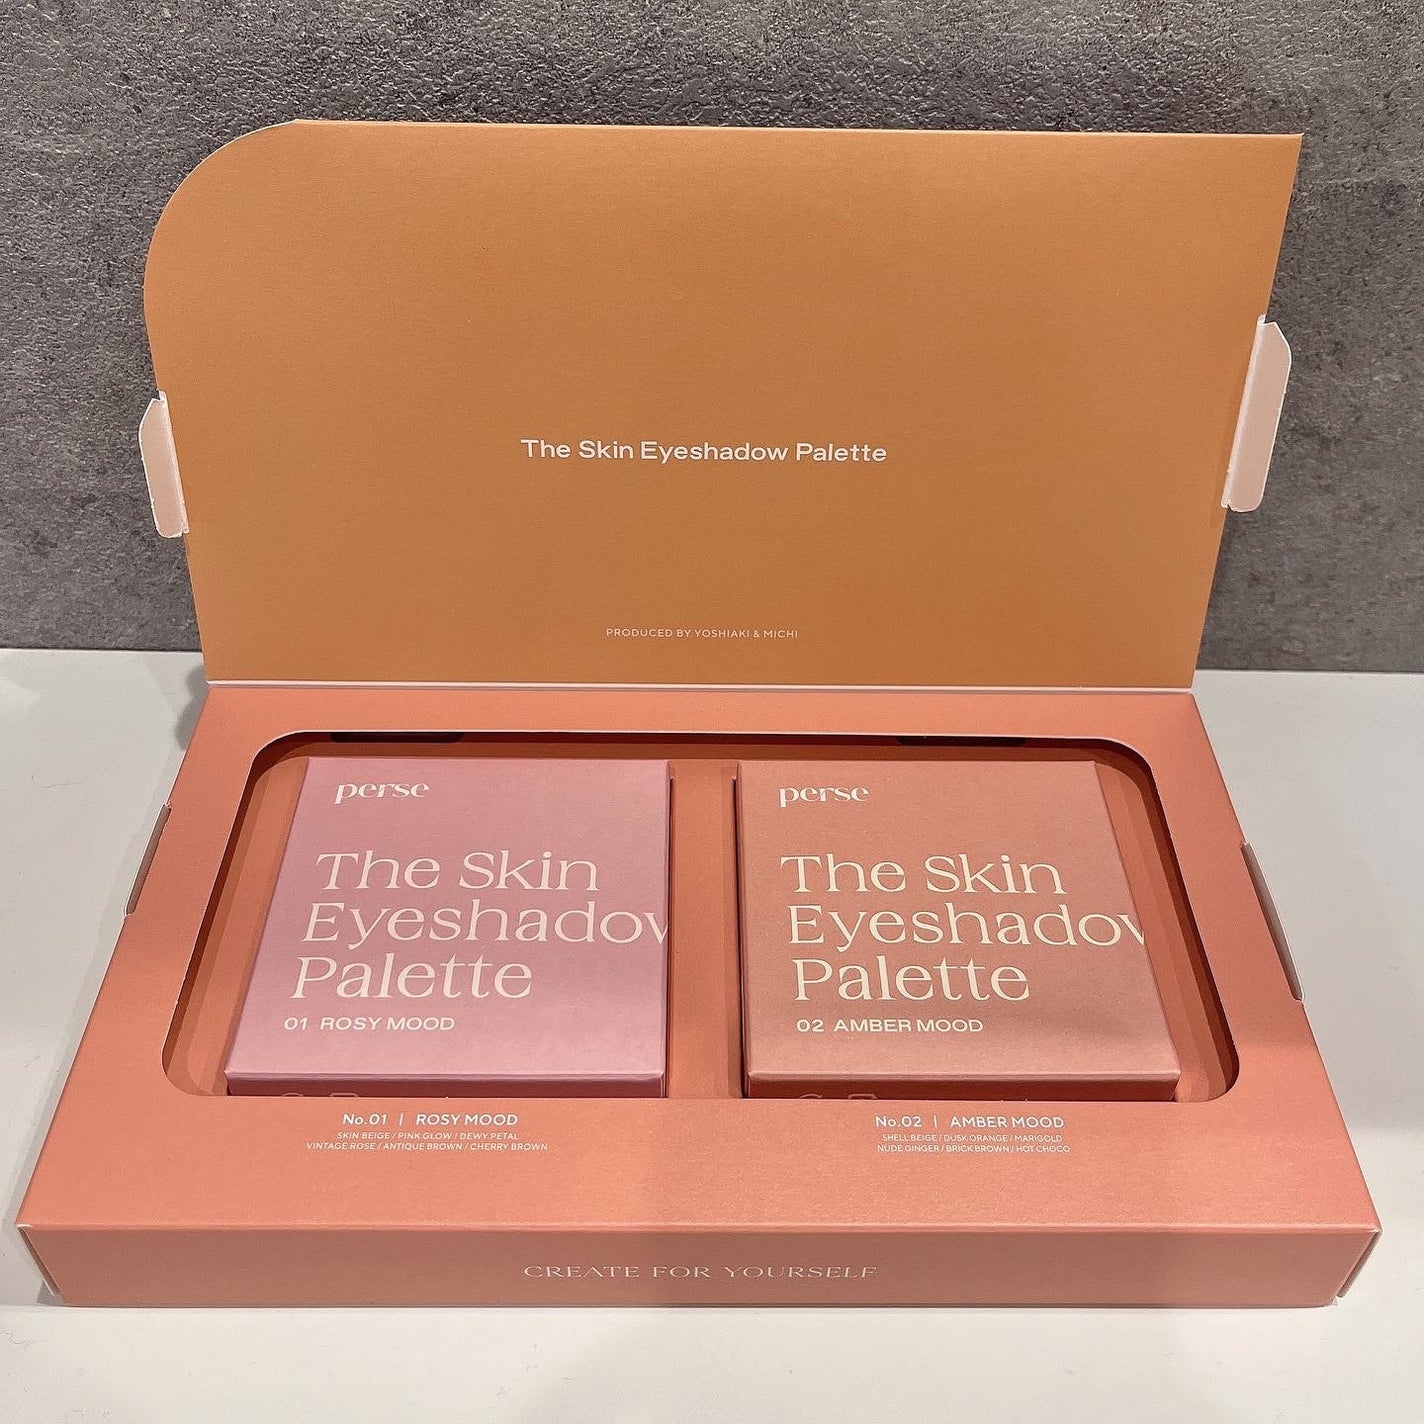 The Skin Eyeshadow Palette
PRODUCED BY YOSHIAKI & MICHI
perse
The Skin
Eyeshadow
Palette
01 ROSY MOOD
perse
The Skin
Eyeshadow
Palette
02 AMBER MOOD
No.01 | ROSY MOOD
SKIN BEIGE / PINK GLOW / DEWY PETAL
VINTAGE ROSE / ANTIQUE BROWN / CHERRY BROWN
No.02 | AMBER MOOD
SHELL BEIGE / DUSK ORANGE / MARIGOLD
NUDE GINGER / BRICK BROWN / HOT CHOCO
CREATE FOR YOURSELF